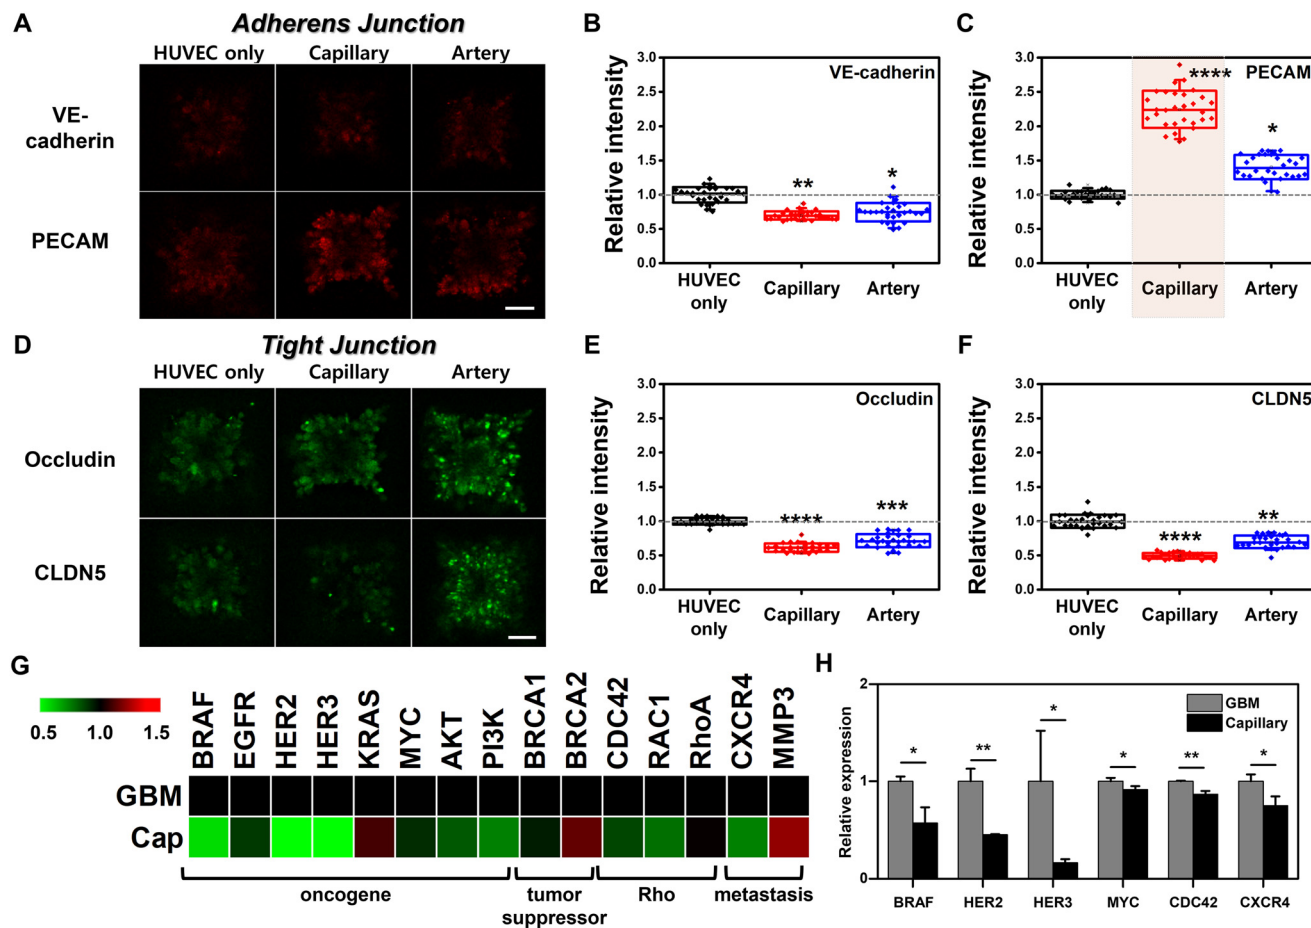 A
Adherens Junction
HUVEC only Capillary Artery
VE-
cadherin
PECAM
B
Relative intensity
3.0
2.5
2.0
1.5
1.0
0.5
0.0
VE-cadherin
**
*
HUVEC
only
Capillary
Artery
C
Relative intensity
3.0
2.5
2.0
1.5
1.0
0.5
0.0
****
PECAM
*
HUVEC
only
Capillary
Artery
D
Tight Junction
HUVEC only Capillary Artery
Occludin
CLDN5
E
Relative intensity
3.0
2.5
2.0
1.5
1.0
0.5
0.0
Occludin
****
***
HUVEC
only
Capillary
Artery
F
Relative intensity
3.0
2.5
2.0
1.5
1.0
0.5
0.0
CLDN5
****
**
HUVEC
only
Capillary
Artery
G
0.5 1.0 1.5
BRAF
EGFR
HER2
HER3
KRAS
MYC
AKT
PI3K
BRCA1
BRCA2
CDC42
RAC1
RhoA
CXCR4
MMP3
GBM
Cap
oncogene
tumor
suppressor
Rho
metastasis
H
Relative expression
2
1
0
GBM
Capillary
*
**
*
*
**
*
BRAF HER2 HER3 MYC CDC42 CXCR4